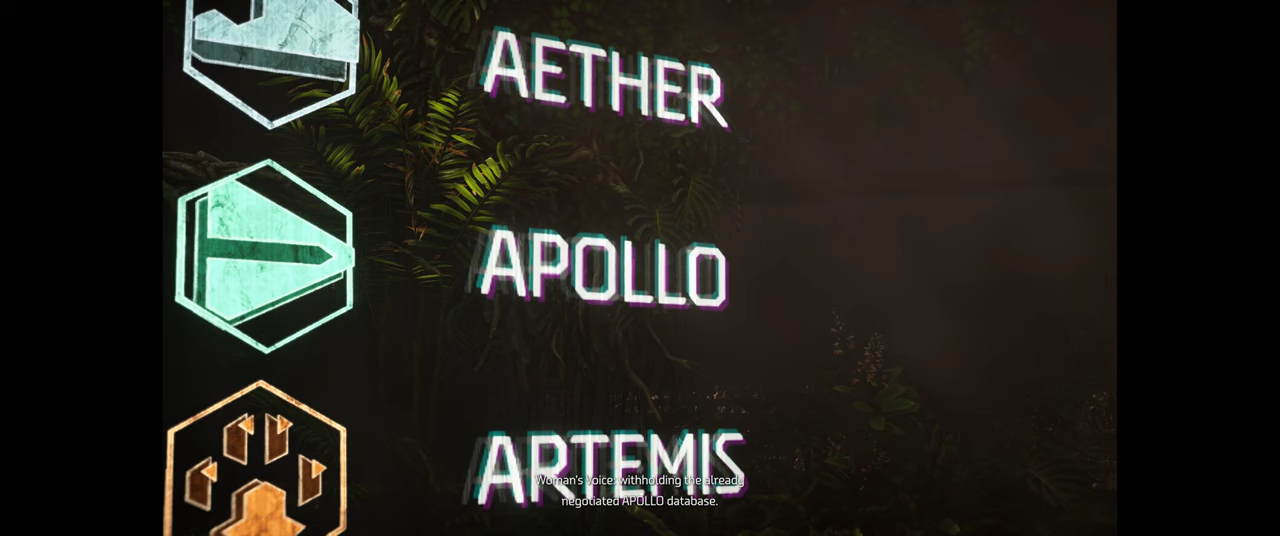 AETHER
APOLLO
ARTEMIS
Woman's Voice: withholding the already
negotiated APOLLO database.